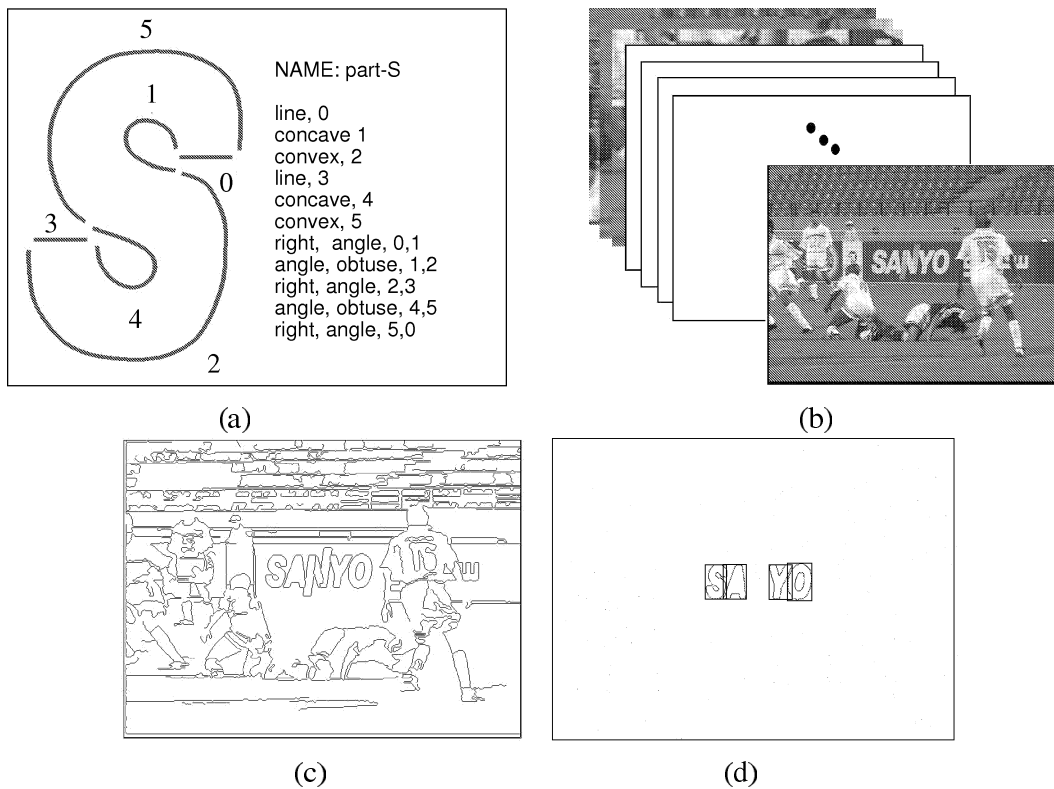 5
1
0
3
4
2
NAME: part-S
line, 0
concave 1
convex, 2
line, 3
concave, 4
convex, 5
right, angle, 0,1
angle, obtuse, 1,2
right, angle, 2,3
angle, obtuse, 4,5
right, angle, 5,0
(a)
SANYO
15
(b)
SANYO
15
(c)
SA YO
(d)